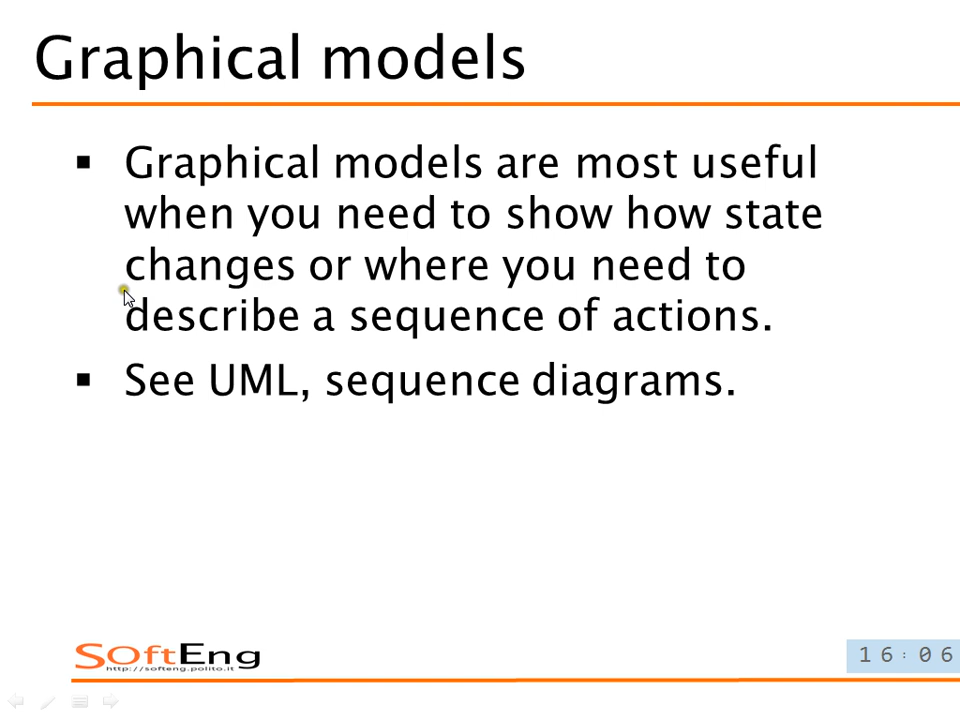 Graphical models
▪ Graphical models are most useful
when you need to show how state
changes or where you need to
describe a sequence of actions.
▪ See UML, sequence diagrams.
SOftEng
http://softeng.polito.it
16:06